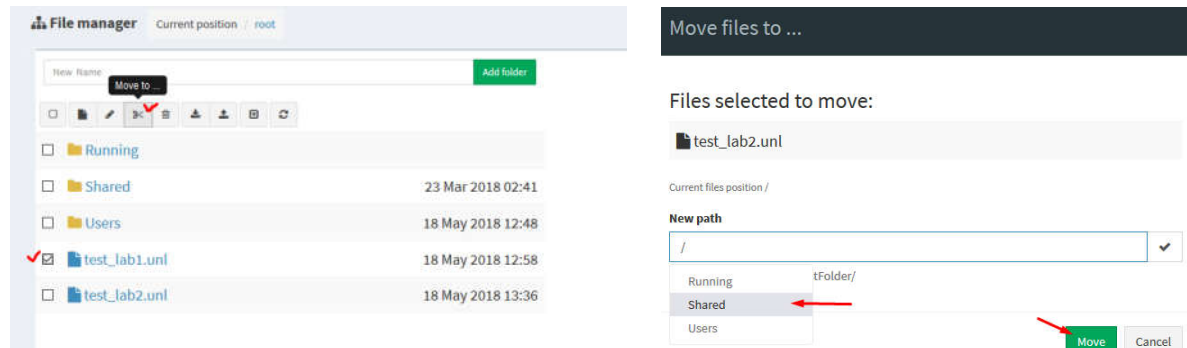 File manager Current position / root
New Name Add folder
Move to ...
Running
Shared 23 Mar 2018 02:41
Users 18 May 2018 12:48
test_lab1.unl 18 May 2018 12:58
test_lab2.unl 18 May 2018 13:36
Move files to ...
Files selected to move:
test_lab2.unl
Current files position /
New path
/
tFolder/
Running
Shared
Users
Move Cancel